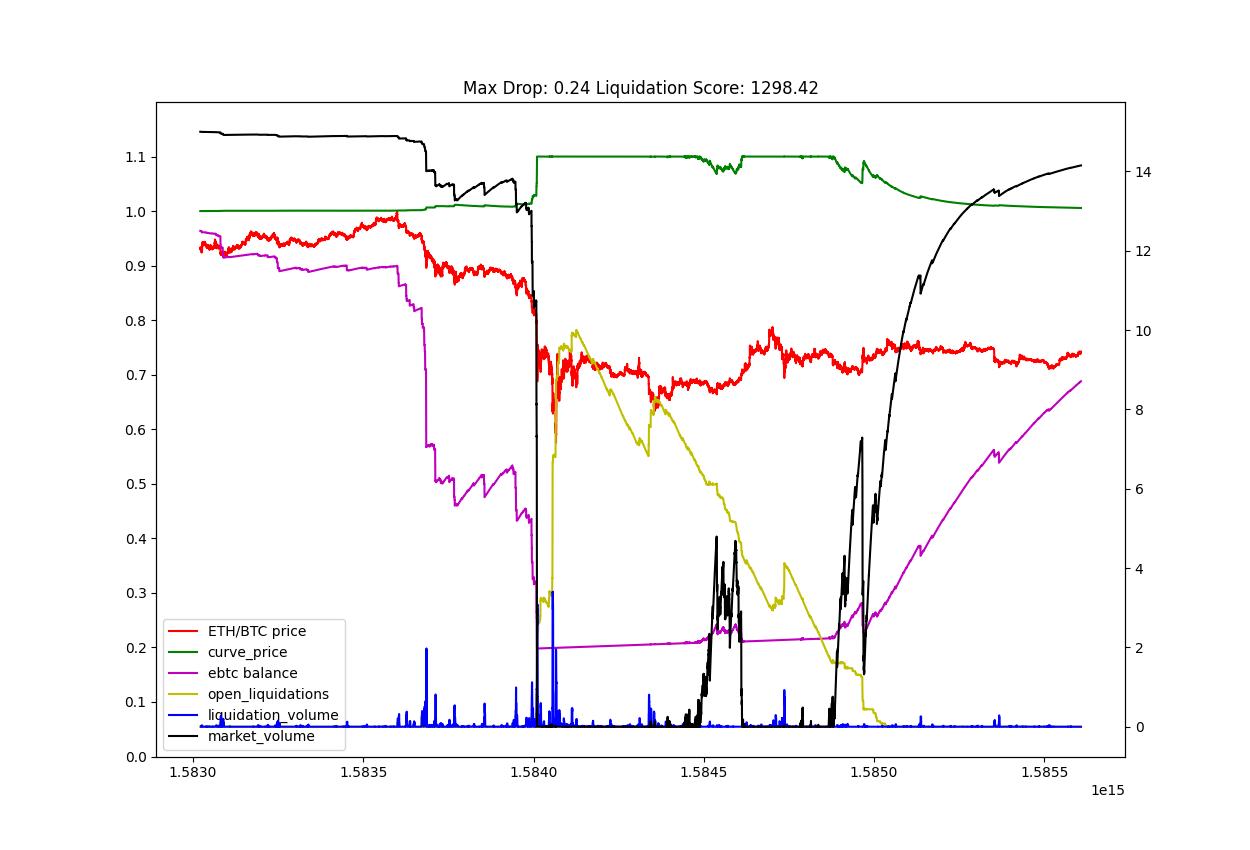 Max Drop: 0.24 Liquidation Score: 1298.42
1.1
1.0
0.9
0.8
0.7
0.6
0.5
0.4
0.3
0.2
0.1
0.0
14
12
10
8
6
4
2
0
ETH/BTC price
curve_price
ebtc balance
open_liquidations
liquidation_volume
market_volume
1.5830 1.5835 1.5840 1.5845 1.5850 1.5855
1e15